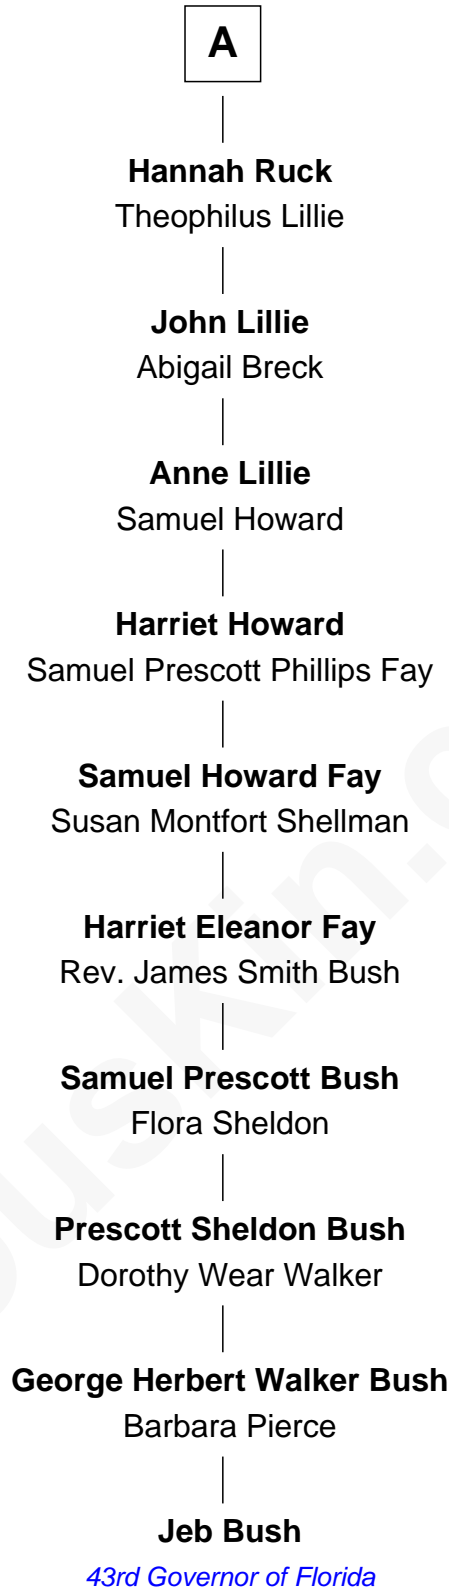 A
Hannah Ruck
Theophilus Lillie
John Lillie
Abigail Breck
Anne Lillie
Samuel Howard
Harriet Howard
Samuel Prescott Phillips Fay
Samuel Howard Fay
Susan Montfort Shellman
Harriet Eleanor Fay
Rev. James Smith Bush
Samuel Prescott Bush
Flora Sheldon
Prescott Sheldon Bush
Dorothy Wear Walker
George Herbert Walker Bush
Barbara Pierce
Jeb Bush
43rd Governor of Florida